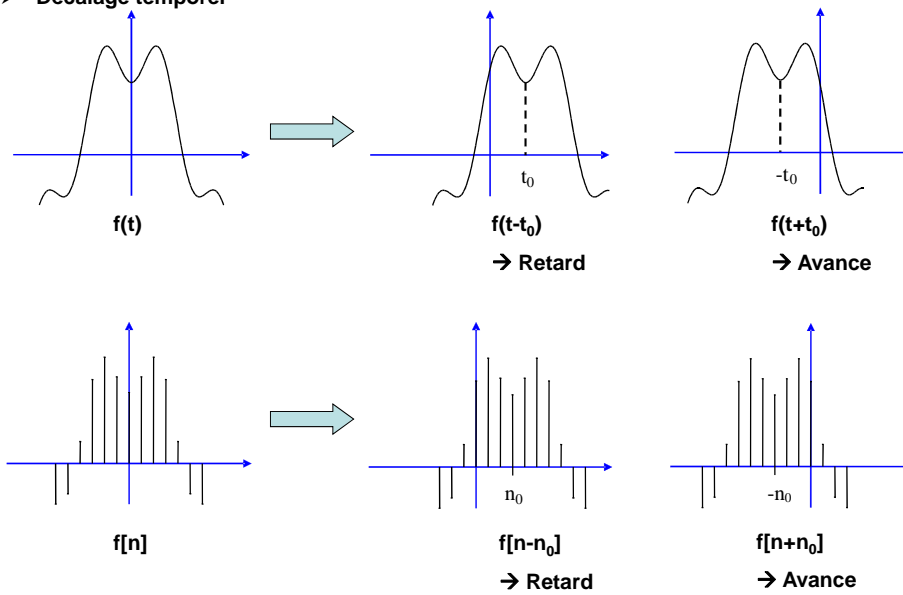 ➢ Décalage temporel
t₀
-t₀
f(t)
f(t-t₀)
f(t+t₀)
→ Retard
→ Avance
n₀
-n₀
f[n]
f[n-n₀]
f[n+n₀]
→ Retard
→ Avance